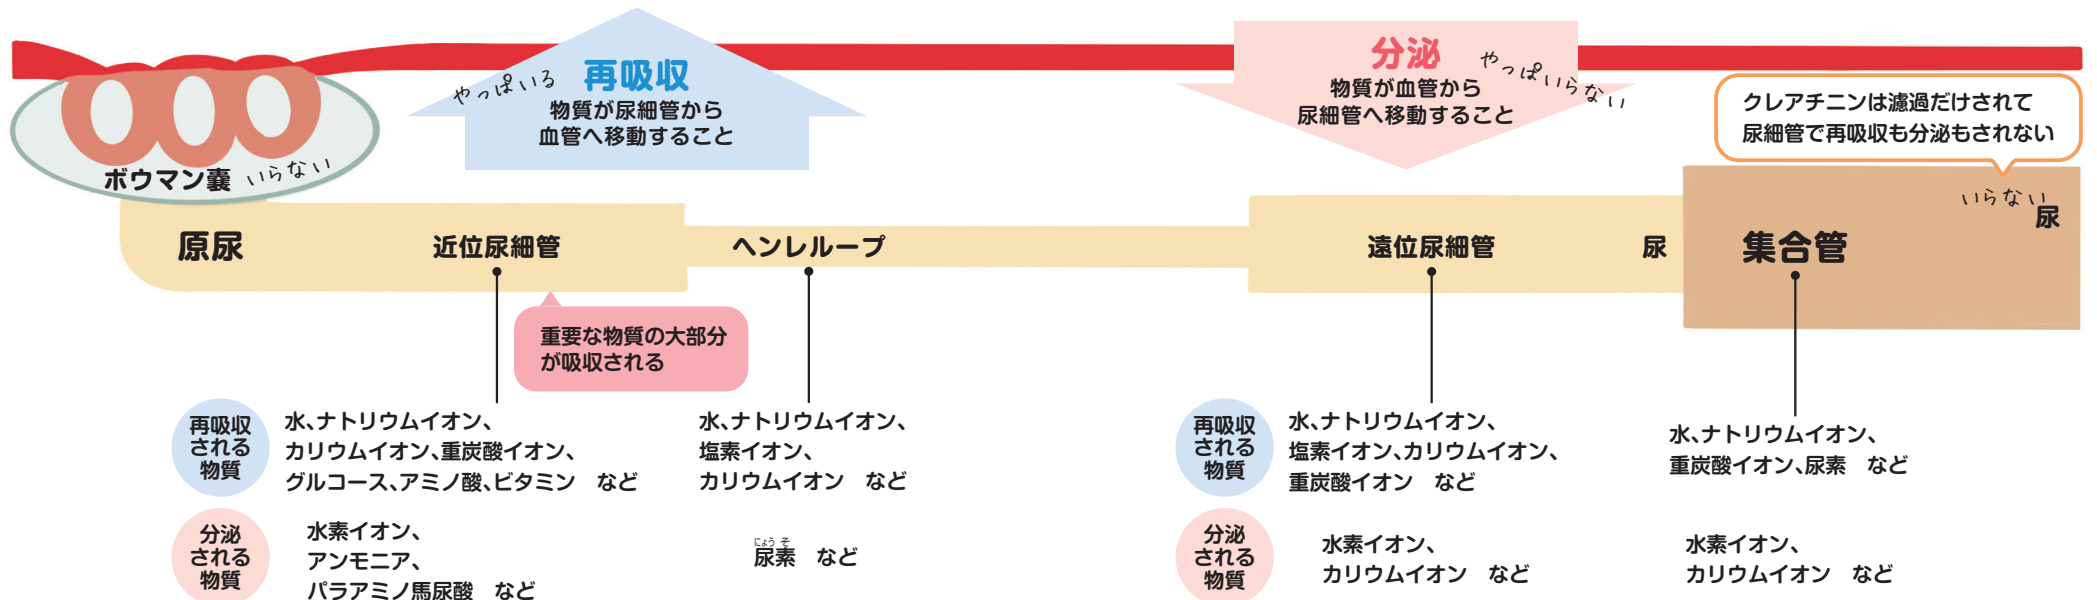 再吸収
やっぱいる
物質が尿細管から
血管へ移動すること
分泌
やっぱいらない
物質が血管から
尿細管へ移動すること
クレアチニンは濾過だけされて
尿細管で再吸収も分泌もされない
ボウマン嚢
いらない
原尿
近位尿細管
ヘンレループ
遠位尿細管
尿
集合管
いらない
尿
重要な物質の大部分
が吸収される
再吸収
される
物質
水、ナトリウムイオン、
カリウムイオン、重炭酸イオン、
グルコース、アミノ酸、ビタミン　など
水、ナトリウムイオン、
塩素イオン、
カリウムイオン　など
再吸収
される
物質
水、ナトリウムイオン、
塩素イオン、カリウムイオン、
重炭酸イオン　など
水、ナトリウムイオン、
重炭酸イオン、尿素　など
分泌
される
物質
水素イオン、
アンモニア、
パラアミノ馬尿酸　など
にょう そ
尿素　など
分泌
される
物質
水素イオン、
カリウムイオン　など
水素イオン、
カリウムイオン　など